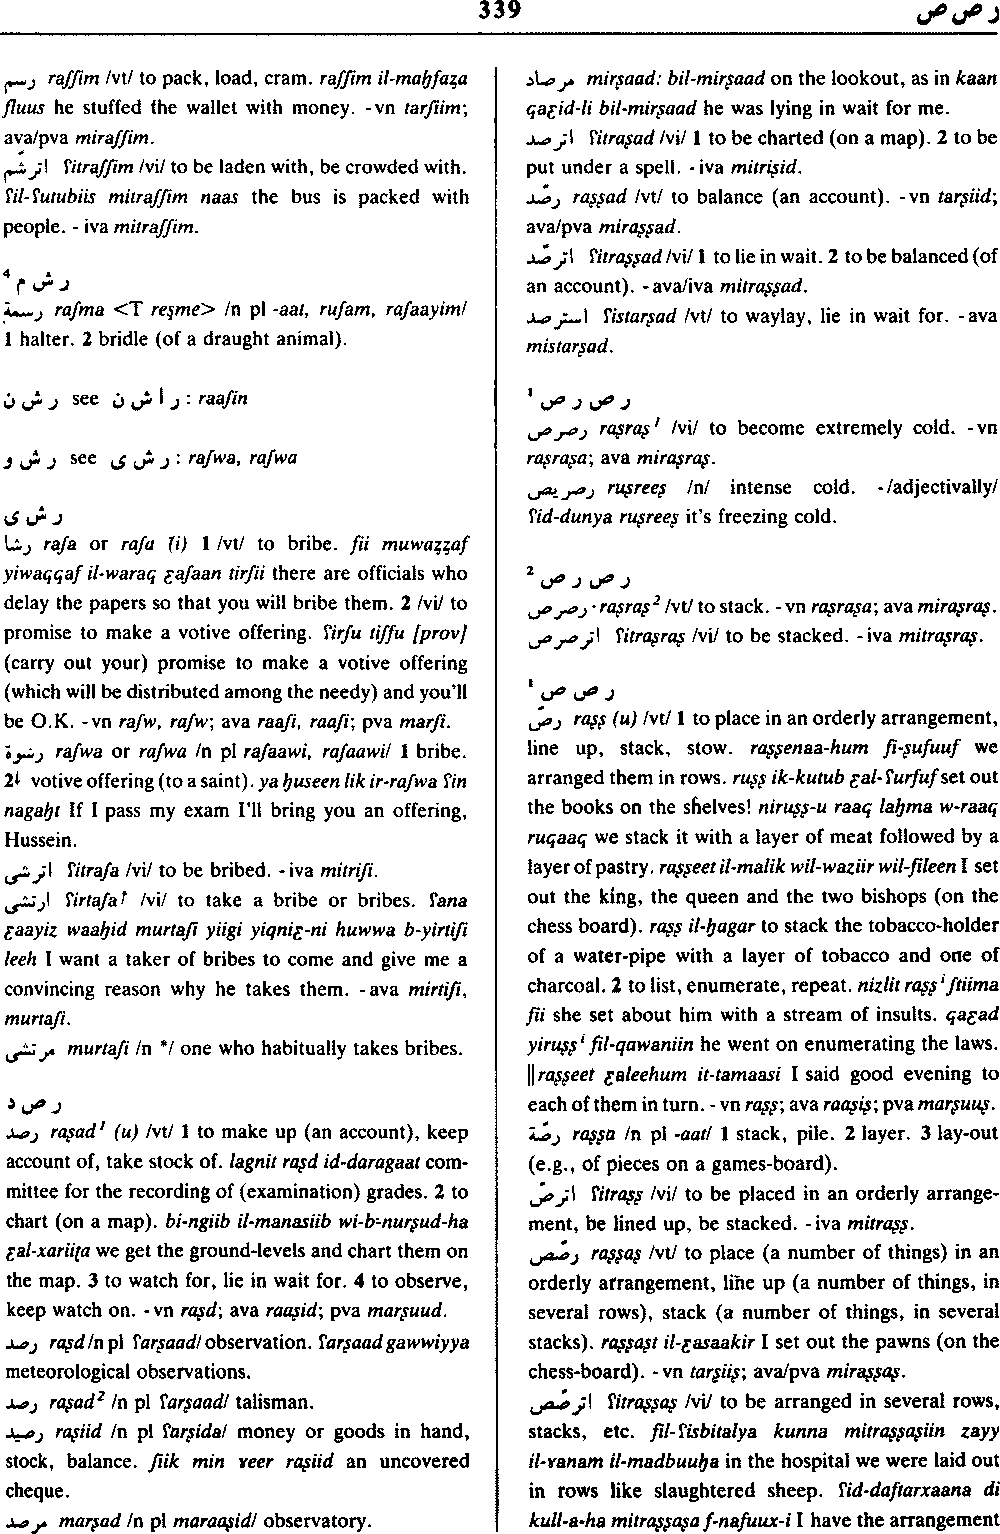 339
ر ص ص
رسّم raʃʃim /vt/ to pack, load, cram. raʃʃim il-maḥfaẓa
fluus he stuffed the wallet with money. -vn tarʃiim;
ava/pva miraʃʃim.
اترشّم ʕitraʃʃim /vi/ to be laden with, be crowded with.
ʕil-ʕutubiis mitraʃʃim naas the bus is packed with
people. - iva mitraʃʃim.
ر ش م ⁴
رشمة raʃma <T reşme> /n pl -aat, ruʃam, raʃaayim/
1 halter. 2 bridle (of a draught animal).
ر ش ن see ر ا ش ن : raaʃin
ر ش و see ر ش ى : raʃwa, raʃwa
ر ش ى
رشا raʃa or raʃa (i) 1 /vt/ to bribe. fii muwaẓẓaf
yiwaqqaf il-waraq ɛaʃaan tirʃii there are officials who
delay the papers so that you will bribe them. 2 /vi/ to
promise to make a votive offering. ʕirʃu tiʃfu [prov]
(carry out your) promise to make a votive offering
(which will be distributed among the needy) and you'll
be O.K. -vn raʃw, raʃw; ava raaʃi, raaʃi; pva marʃi.
رشوة raʃwa or raʃwa /n pl raʃaawi, raʃaawi/ 1 bribe.
2↓ votive offering (to a saint). ya ḥuseen lik ir-raʃwa ʕin
nagaḥt If I pass my exam I'll bring you an offering,
Hussein.
اترشى ʕitraʃa /vi/ to be bribed. -iva mitriʃi.
ارتشى ʕirtaʃa↑ /vi/ to take a bribe or bribes. ʕana
ɛaayiz waaḥid murtaʃi yiigi yiqniɛ-ni huwwa b-yirtiʃi
leeh I want a taker of bribes to come and give me a
convincing reason why he takes them. -ava mirtiʃi,
murtaʃi.
مرتشى murtaʃi /n */ one who habitually takes bribes.
ر ص د
رصد raṣad¹ (u) /vt/ 1 to make up (an account), keep
account of, take stock of. lagnit raṣd id-daragaat com-
mittee for the recording of (examination) grades. 2 to
chart (on a map). bi-ngiib il-manasiib wi-b-nurṣud-ha
ɛal-xariiṭa we get the ground-levels and chart them on
the map. 3 to watch for, lie in wait for. 4 to observe,
keep watch on. -vn raṣd; ava raaṣid; pva marṣuud.
رصد raṣd /n pl ʕarṣaad/ observation. ʕarṣaad gawwiyya
meteorological observations.
رصد raṣad² /n pl ʕarṣaad/ talisman.
رصيد raṣiid /n pl ʕarṣida/ money or goods in hand,
stock, balance. ʃiik min ɣeer raṣiid an uncovered
cheque.
مرصد marṣad /n pl maraaṣid/ observatory.
مرصاد mirṣaad: bil-mirṣaad on the lookout, as in kaan
qaɛid-li bil-mirṣaad he was lying in wait for me.
اترصد ʕitraṣad /vi/ 1 to be charted (on a map). 2 to be
put under a spell. -iva mitriṣid.
رصّد raṣṣad /vt/ to balance (an account). -vn tarṣiid;
ava/pva miraṣṣad.
اترصّد ʕitraṣṣad /vi/ 1 to lie in wait. 2 to be balanced (of
an account). -ava/iva mitraṣṣad.
استرصد ʕistarṣad /vt/ to waylay, lie in wait for. -ava
mistarṣad.
ر ص ر ص ¹
رصرص raṣraṣ¹ /vi/ to become extremely cold. -vn
raṣraṣa; ava miraṣraṣ.
رصريص ruṣreeṣ /n/ intense cold. -/adjectivally/
ʕid-dunya ruṣreeṣ it's freezing cold.
ر ص ر ص ²
رصرص raṣraṣ² /vt/ to stack. -vn raṣraṣa; ava miraṣraṣ.
اترصرص ʕitraṣraṣ /vi/ to be stacked. -iva mitraṣraṣ.
ر ص ص ¹
رصّ raṣṣ (u) /vt/ 1 to place in an orderly arrangement,
line up, stack, stow. raṣṣenaa-hum fi-ṣufuuf we
arranged them in rows. ruṣṣ ik-kutub ɛal-ʕurfuf set out
the books on the shelves! niruṣṣ-u raaq laḥma w-raaq
ruqaaq we stack it with a layer of meat followed by a
layer of pastry. raṣṣeet il-malik wil-waziir wil-fileen I set
out the king, the queen and the two bishops (on the
chess board). raṣṣ il-ḥagar to stack the tobacco-holder
of a water-pipe with a layer of tobacco and one of
charcoal. 2 to list, enumerate, repeat. nizlit raṣṣⁱ ʃtiima
fii she set about him with a stream of insults. qaɛad
yiruṣṣⁱ fil-qawaniin he went on enumerating the laws.
‖ raṣṣeet ɛaleehum it-tamaasi I said good evening to
each of them in turn. -vn raṣṣ; ava raaṣiṣ; pva marṣuuṣ.
رصّة raṣṣa /n pl -aat/ 1 stack, pile. 2 layer. 3 lay-out
(e.g., of pieces on a games-board).
اترصّ ʕitraṣṣ /vi/ to be placed in an orderly arrange-
ment, be lined up, be stacked. -iva mitraṣṣ.
رصّص raṣṣaṣ /vt/ to place (a number of things) in an
orderly arrangement, line up (a number of things, in
several rows), stack (a number of things, in several
stacks). raṣṣaṣt il-ɛasaakir I set out the pawns (on the
chess-board). -vn tarṣiiṣ; ava/pva miraṣṣaṣ.
اترصّص ʕitraṣṣaṣ /vi/ to be arranged in several rows,
stacks, etc. fil-ʕisbitalya kunna mitraṣṣaṣiin zayy
il-ɣanam il-madbuuḥa in the hospital we were laid out
in rows like slaughtered sheep. ʕid-daftarxaana di
kull-a-ha mitraṣṣaṣa f-nafuux-i I have the arrangement